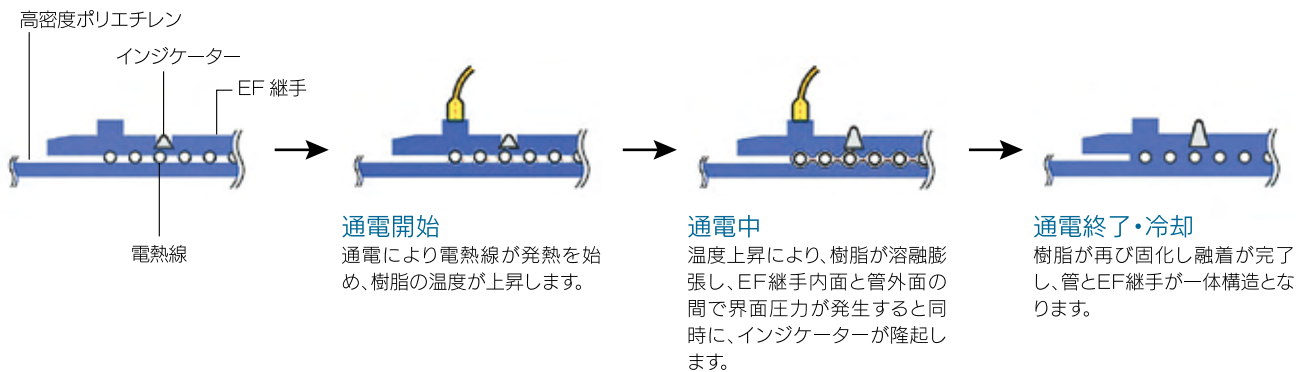 高密度ポリエチレン
インジケーター
EF 継手
電熱線
通電開始
通電により電熱線が発熱を始
め、樹脂の温度が上昇します。
通電中
温度上昇により、樹脂が溶融膨
張し、EF継手内面と管外面の
間で界面圧力が発生すると同
時に、インジケーターが隆起し
ます。
通電終了・冷却
樹脂が再び固化し融着が完了
し、管とEF継手が一体構造とな
ります。